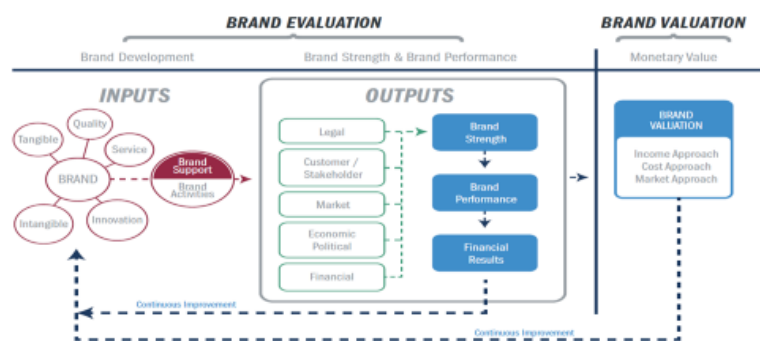 BRAND EVALUATION
BRAND VALUATION
Brand Development
Brand Strength & Brand Performance
Monetary Value
INPUTS
OUTPUTS
Quality
Tangible
Service
BRAND
Intangible
Innovation
Brand
Support
Brand
Activities
Legal
Customer /
Stakeholder
Market
Economic
Political
Financial
Brand
Strength
Brand
Performance
Financial
Results
BRAND
VALUATION
Income Approach
Cost Approach
Market Approach
Continuous Improvement
Continuous Improvement